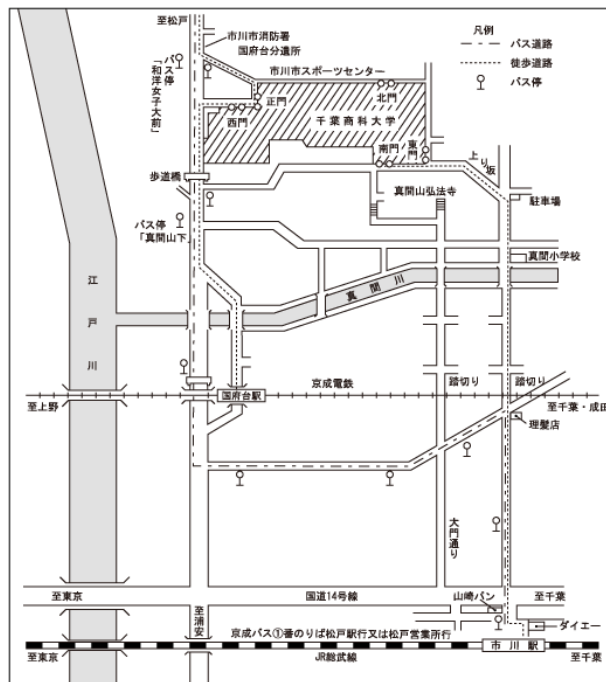 至松戸
市川市消防署
国府台分遣所
バス停
「和洋女子大前」
凡例
バス道路
徒歩道路
バス停
市川市スポーツセンター
北門
正門
西門
千葉商科大学
南門
東門
上り坂
歩道橋
真間山弘法寺
駐車場
バス停
「真間山下」
真間小学校
江戸川
真間川
京成電鉄
踏切り
踏切り
至上野
国府台駅
至千葉・成田
理髪店
大門通り
至東京
国道14号線
山崎パン
至千葉
至浦安
京成バス①番のりば松戸駅行又は松戸営業所行
ダイエー
市川駅
至東京
JR総武線
至千葉